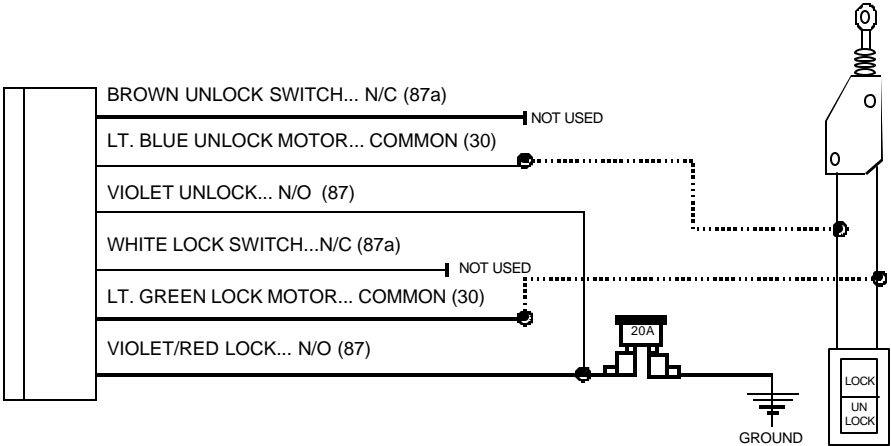 BROWN UNLOCK SWITCH... N/C (87a)
NOT USED
LT. BLUE UNLOCK MOTOR... COMMON (30)
VIOLET UNLOCK... N/O (87)
WHITE LOCK SWITCH...N/C (87a)
NOT USED
LT. GREEN LOCK MOTOR... COMMON (30)
20A
VIOLET/RED LOCK... N/O (87)
LOCK
UN
LOCK
GROUND